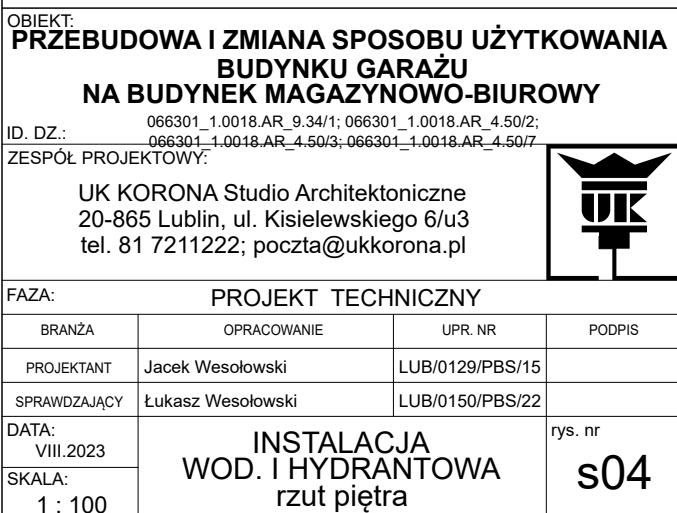 OBIEKT:
PRZEBUDOWA I ZMIANA SPOSOBU UŻYTKOWANIA
BUDYNKU GARAŻU
NA BUDYNEK MAGAZYNOWO-BIUROWY
ID. DZ.:
066301_1.0018.AR_9.34/1; 066301_1.0018.AR_4.50/2;
066301_1.0018.AR_4.50/3; 066301_1.0018.AR_4.50/7
ZESPÓŁ PROJEKTOWY:
UK KORONA Studio Architektoniczne
20-865 Lublin, ul. Kisielewskiego 6/u3
tel. 81 7211222; poczta@ukkorona.pl
UK
FAZA: PROJEKT TECHNICZNY
BRANŻA OPRACOWANIE UPR. NR PODPIS
PROJEKTANT Jacek Wesołowski LUB/0129/PBS/15
SPRAWDZAJĄCY Łukasz Wesołowski LUB/0150/PBS/22
DATA:
VIII.2023
SKALA:
1 : 100
INSTALACJA
WOD. I HYDRANTOWA
rzut piętra
rys. nr
s04